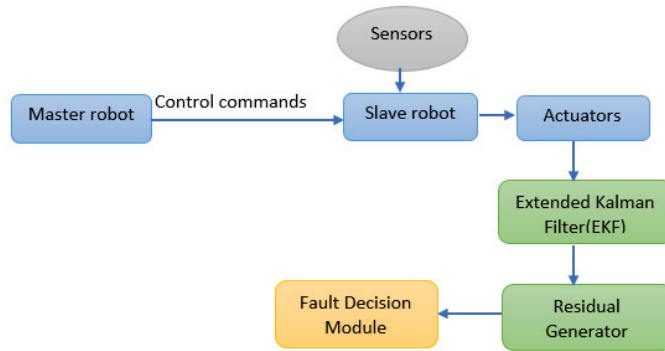 Sensors
Control commands
Master robot
Slave robot
Actuators
Extended Kalman
Filter(EKF)
Fault Decision
Module
Residual
Generator